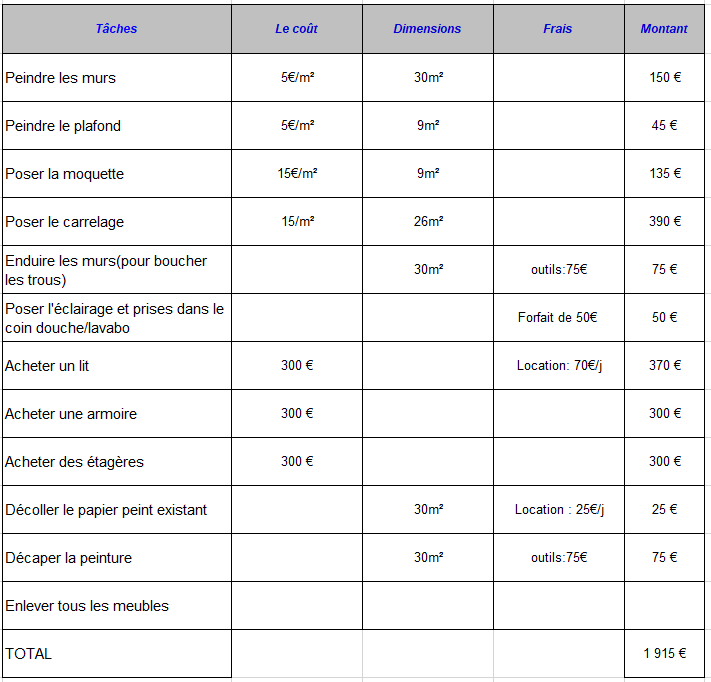 Tâches Le coût Dimensions Frais Montant
Peindre les murs 5€/m² 30m² 150 €
Peindre le plafond 5€/m² 9m² 45 €
Poser la moquette 15€/m² 9m² 135 €
Poser le carrelage 15/m² 26m² 390 €
Enduire les murs(pour boucher
les trous) 30m² outils:75€ 75 €
Poser l'éclairage et prises dans le
coin douche/lavabo Forfait de 50€ 50 €
Acheter un lit 300 € Location: 70€/j 370 €
Acheter une armoire 300 € 300 €
Acheter des étagères 300 € 300 €
Décoller le papier peint existant 30m² Location : 25€/j 25 €
Décaper la peinture 30m² outils:75€ 75 €
Enlever tous les meubles
TOTAL 1 915 €